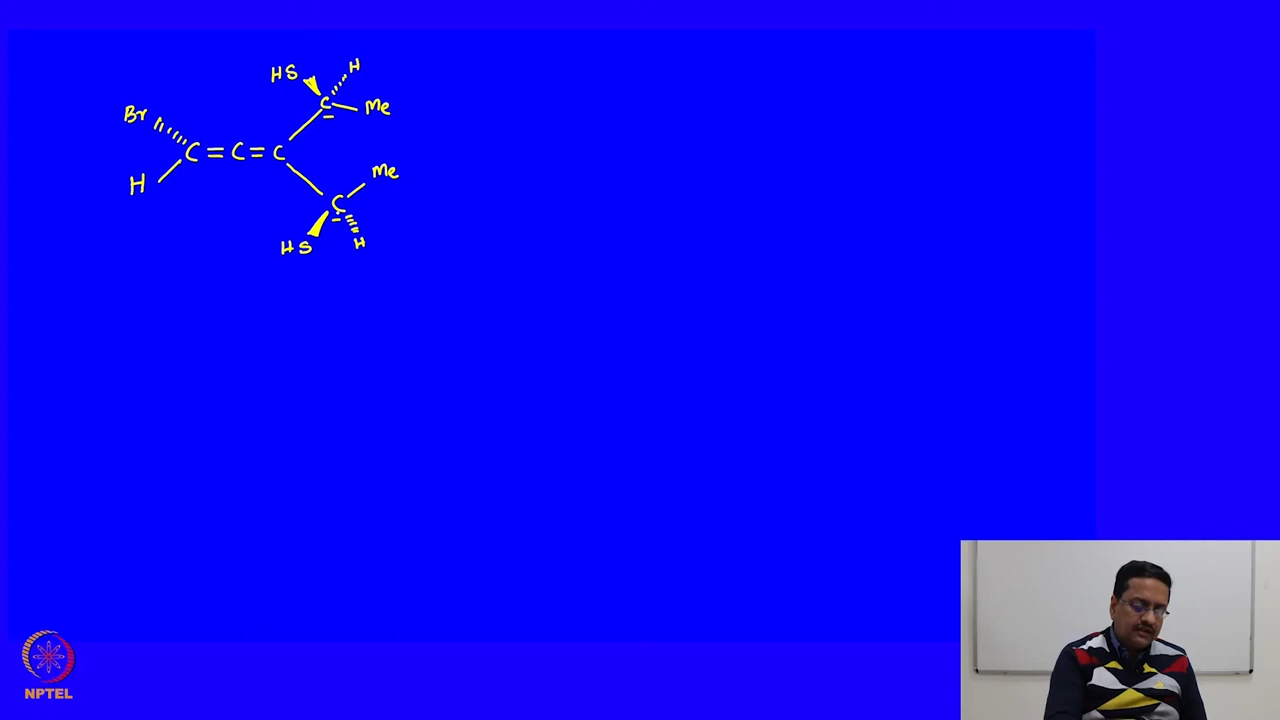 HS H
C Me
Br
C = C = C
H
Me
C
HS H
NPTEL